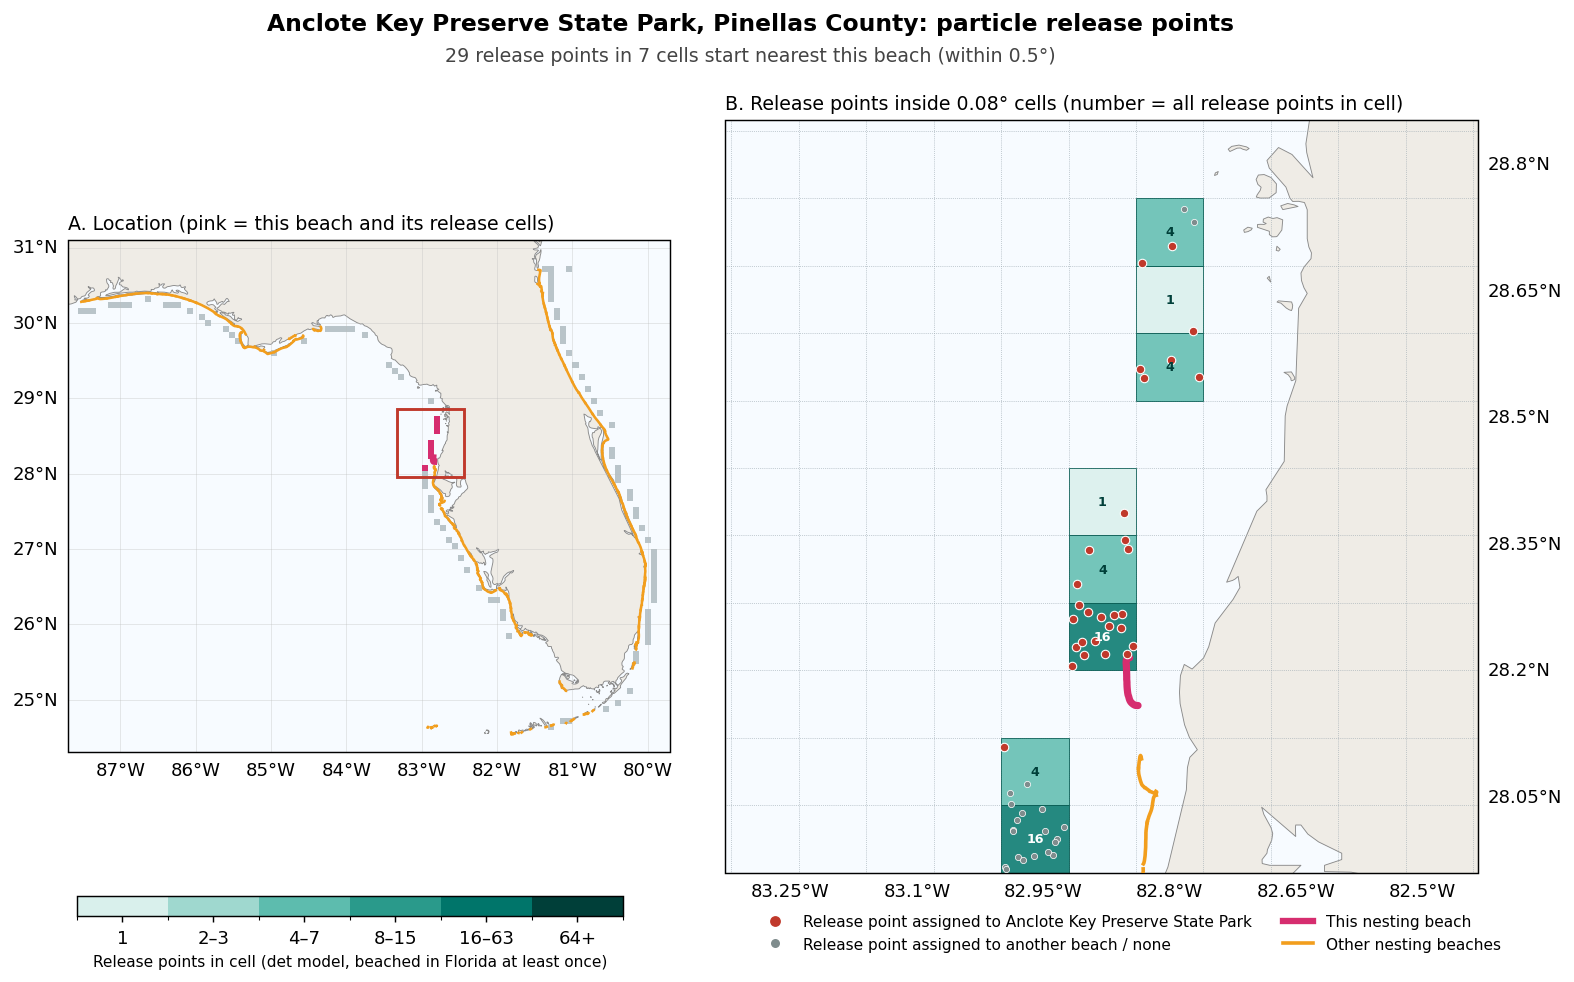 Anclote Key Preserve State Park, Pinellas County: particle release points
29 release points in 7 cells start nearest this beach (within 0.5°)
A. Location (pink = this beach and its release cells)
31°N
30°N
29°N
28°N
27°N
26°N
25°N
87°W 86°W 85°W 84°W 83°W 82°W 81°W 80°W
1 2–3 4–7 8–15 16–63 64+
Release points in cell (det model, beached in Florida at least once)
B. Release points inside 0.08° cells (number = all release points in cell)
4
1
4
1
4
16
4
16
28.8°N
28.65°N
28.5°N
28.35°N
28.2°N
28.05°N
83.25°W 83.1°W 82.95°W 82.8°W 82.65°W 82.5°W
Release point assigned to Anclote Key Preserve State Park
Release point assigned to another beach / none
This nesting beach
Other nesting beaches